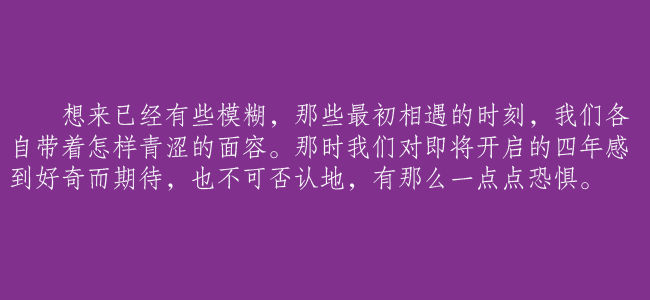 想来已经有些模糊，那些最初相遇的时刻，我们各
自带着怎样青涩的面容。那时我们对即将开启的四年感
到好奇而期待，也不可否认地，有那么一点点恐惧。